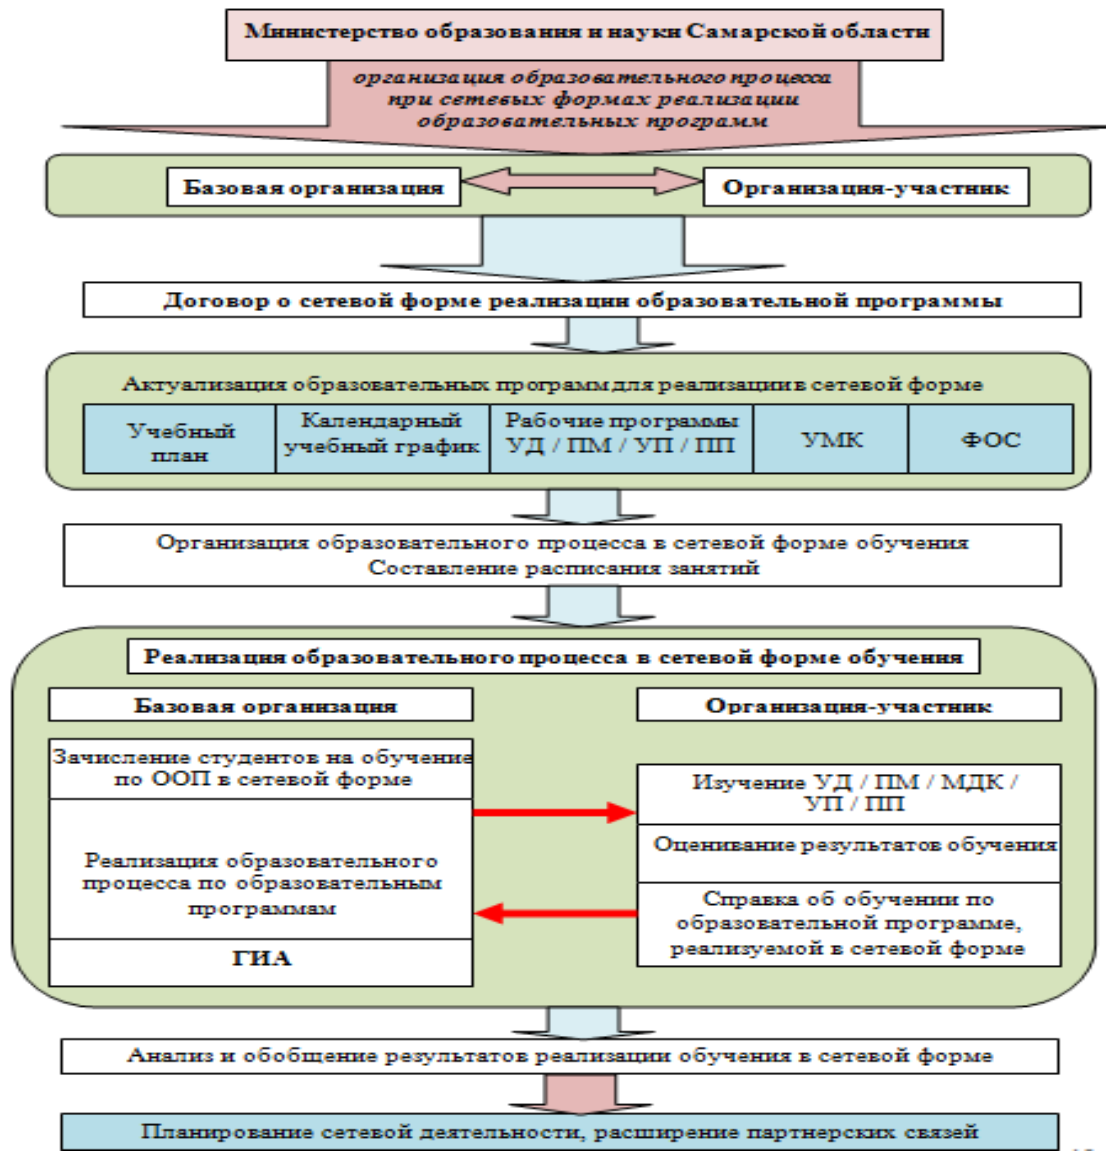 Министерство образования и науки Самарской области
организация образовательного процесса
при сетевых формах реализации
образовательных программ
Базовая организация
Организация-участник
Договор о сетевой форме реализации образовательной программы
Актуализация образовательных программ для реализации в сетевой форме
Учебный
план
Календарный
учебный график
Рабочие программы
УД / ПМ / УП / ПП
УМК
ФОС
Организация образовательного процесса в сетевой форме обучения
Составление расписания занятий
Реализация образовательного процесса в сетевой форме обучения
Базовая организация
Зачисление студентов на обучение
по ООП в сетевой форме
Реализация образовательного
процесса по образовательным
программам
ГИА
Организация-участник
Изучение УД / ПМ / МДК /
УП / ПП
Оценивание результатов обучения
Справка об обучении по
образовательной программе,
реализуемой в сетевой форме
Анализ и обобщение результатов реализации обучения в сетевой форме
Планирование сетевой деятельности, расширение партнерских связей